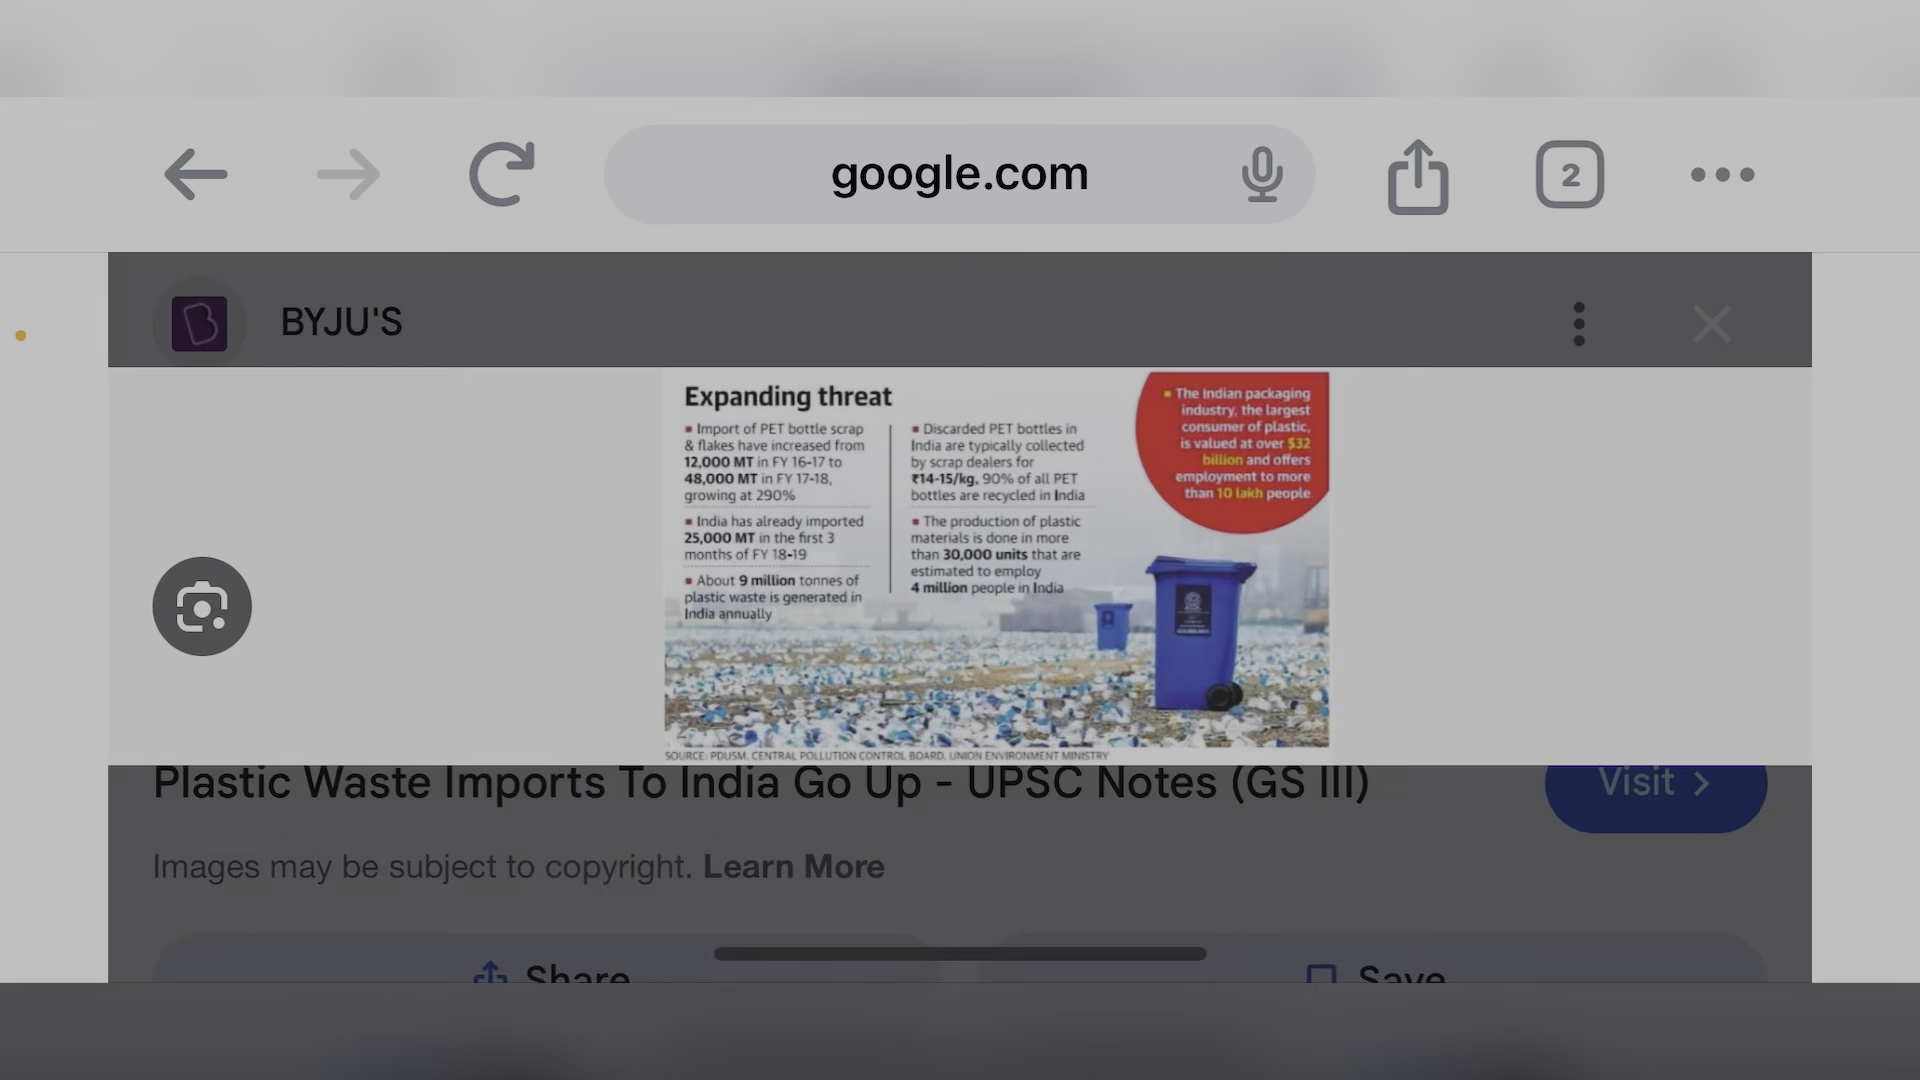 google.com
2
BYJU'S
Expanding threat
▪ Import of PET bottle scrap
& flakes have increased from
12,000 MT in FY 16-17 to
48,000 MT in FY 17-18,
growing at 290%
▪ India has already imported
25,000 MT in the first 3
months of FY 18-19
▪ About 9 million tonnes of
plastic waste is generated in
India annually
▪ Discarded PET bottles in
India are typically collected
by scrap dealers for
₹14-15/kg, 90% of all PET
bottles are recycled in India
▪ The production of plastic
materials is done in more
than 30,000 units that are
estimated to employ
4 million people in India
▪ The Indian packaging
industry, the largest
consumer of plastic,
is valued at over $32
billion and offers
employment to more
than 10 lakh people
SOURCE: PDUSM, CENTRAL POLLUTION CONTROL BOARD, UNION ENVIRONMENT MINISTRY
Plastic Waste Imports To India Go Up - UPSC Notes (GS III)
Visit >
Images may be subject to copyright. Learn More
Share
Save